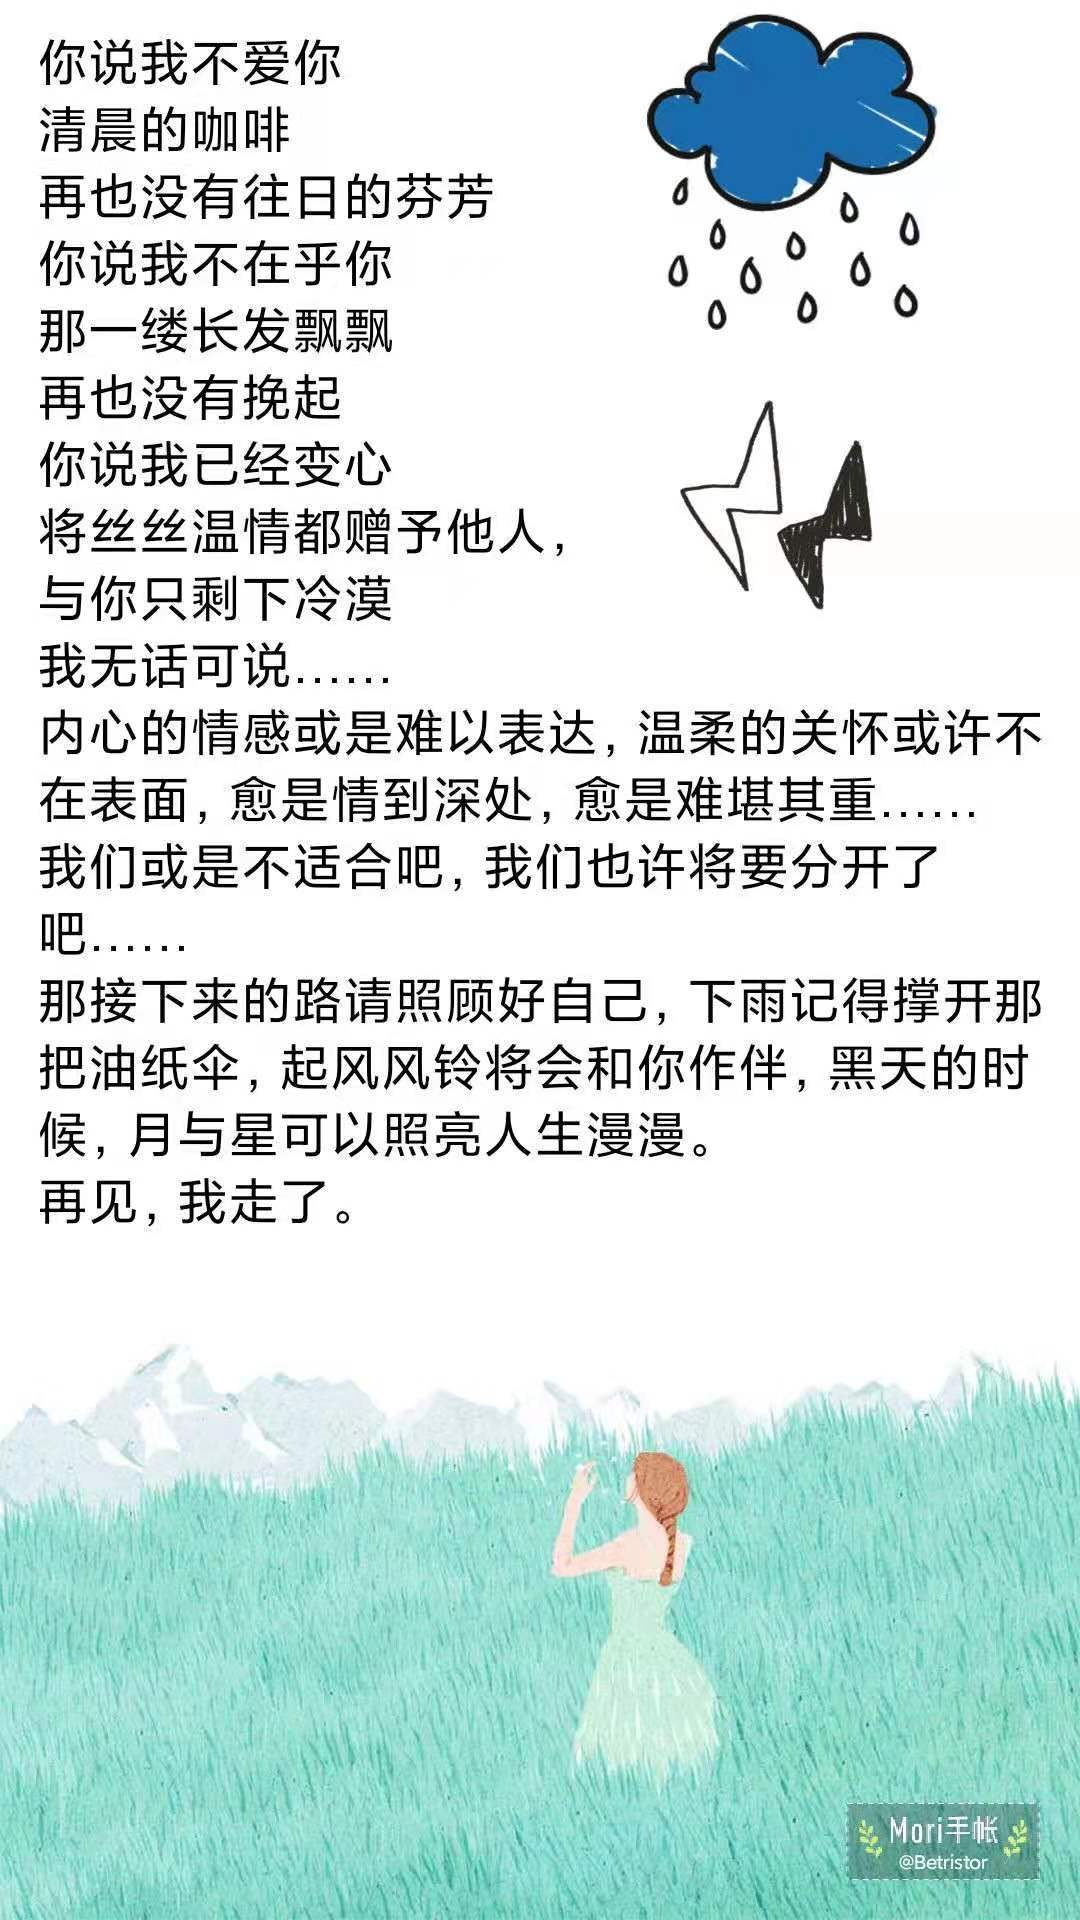 你说我不爱你
清晨的咖啡
再也没有往日的芬芳
你说我不在乎你
那一缕长发飘飘
再也没有挽起
你说我已经变心
将丝丝温情都赠予他人，
与你只剩下冷漠
我无话可说……
内心的情感或是难以表达，温柔的关怀或许不
在表面，愈是情到深处，愈是难堪其重……
我们或是不适合吧，我们也许将要分开了
吧……
那接下来的路请照顾好自己，下雨记得撑开那
把油纸伞，起风风铃将会和你作伴，黑天的时
候，月与星可以照亮人生漫漫。
再见，我走了。
Mori手帐
@Betristor